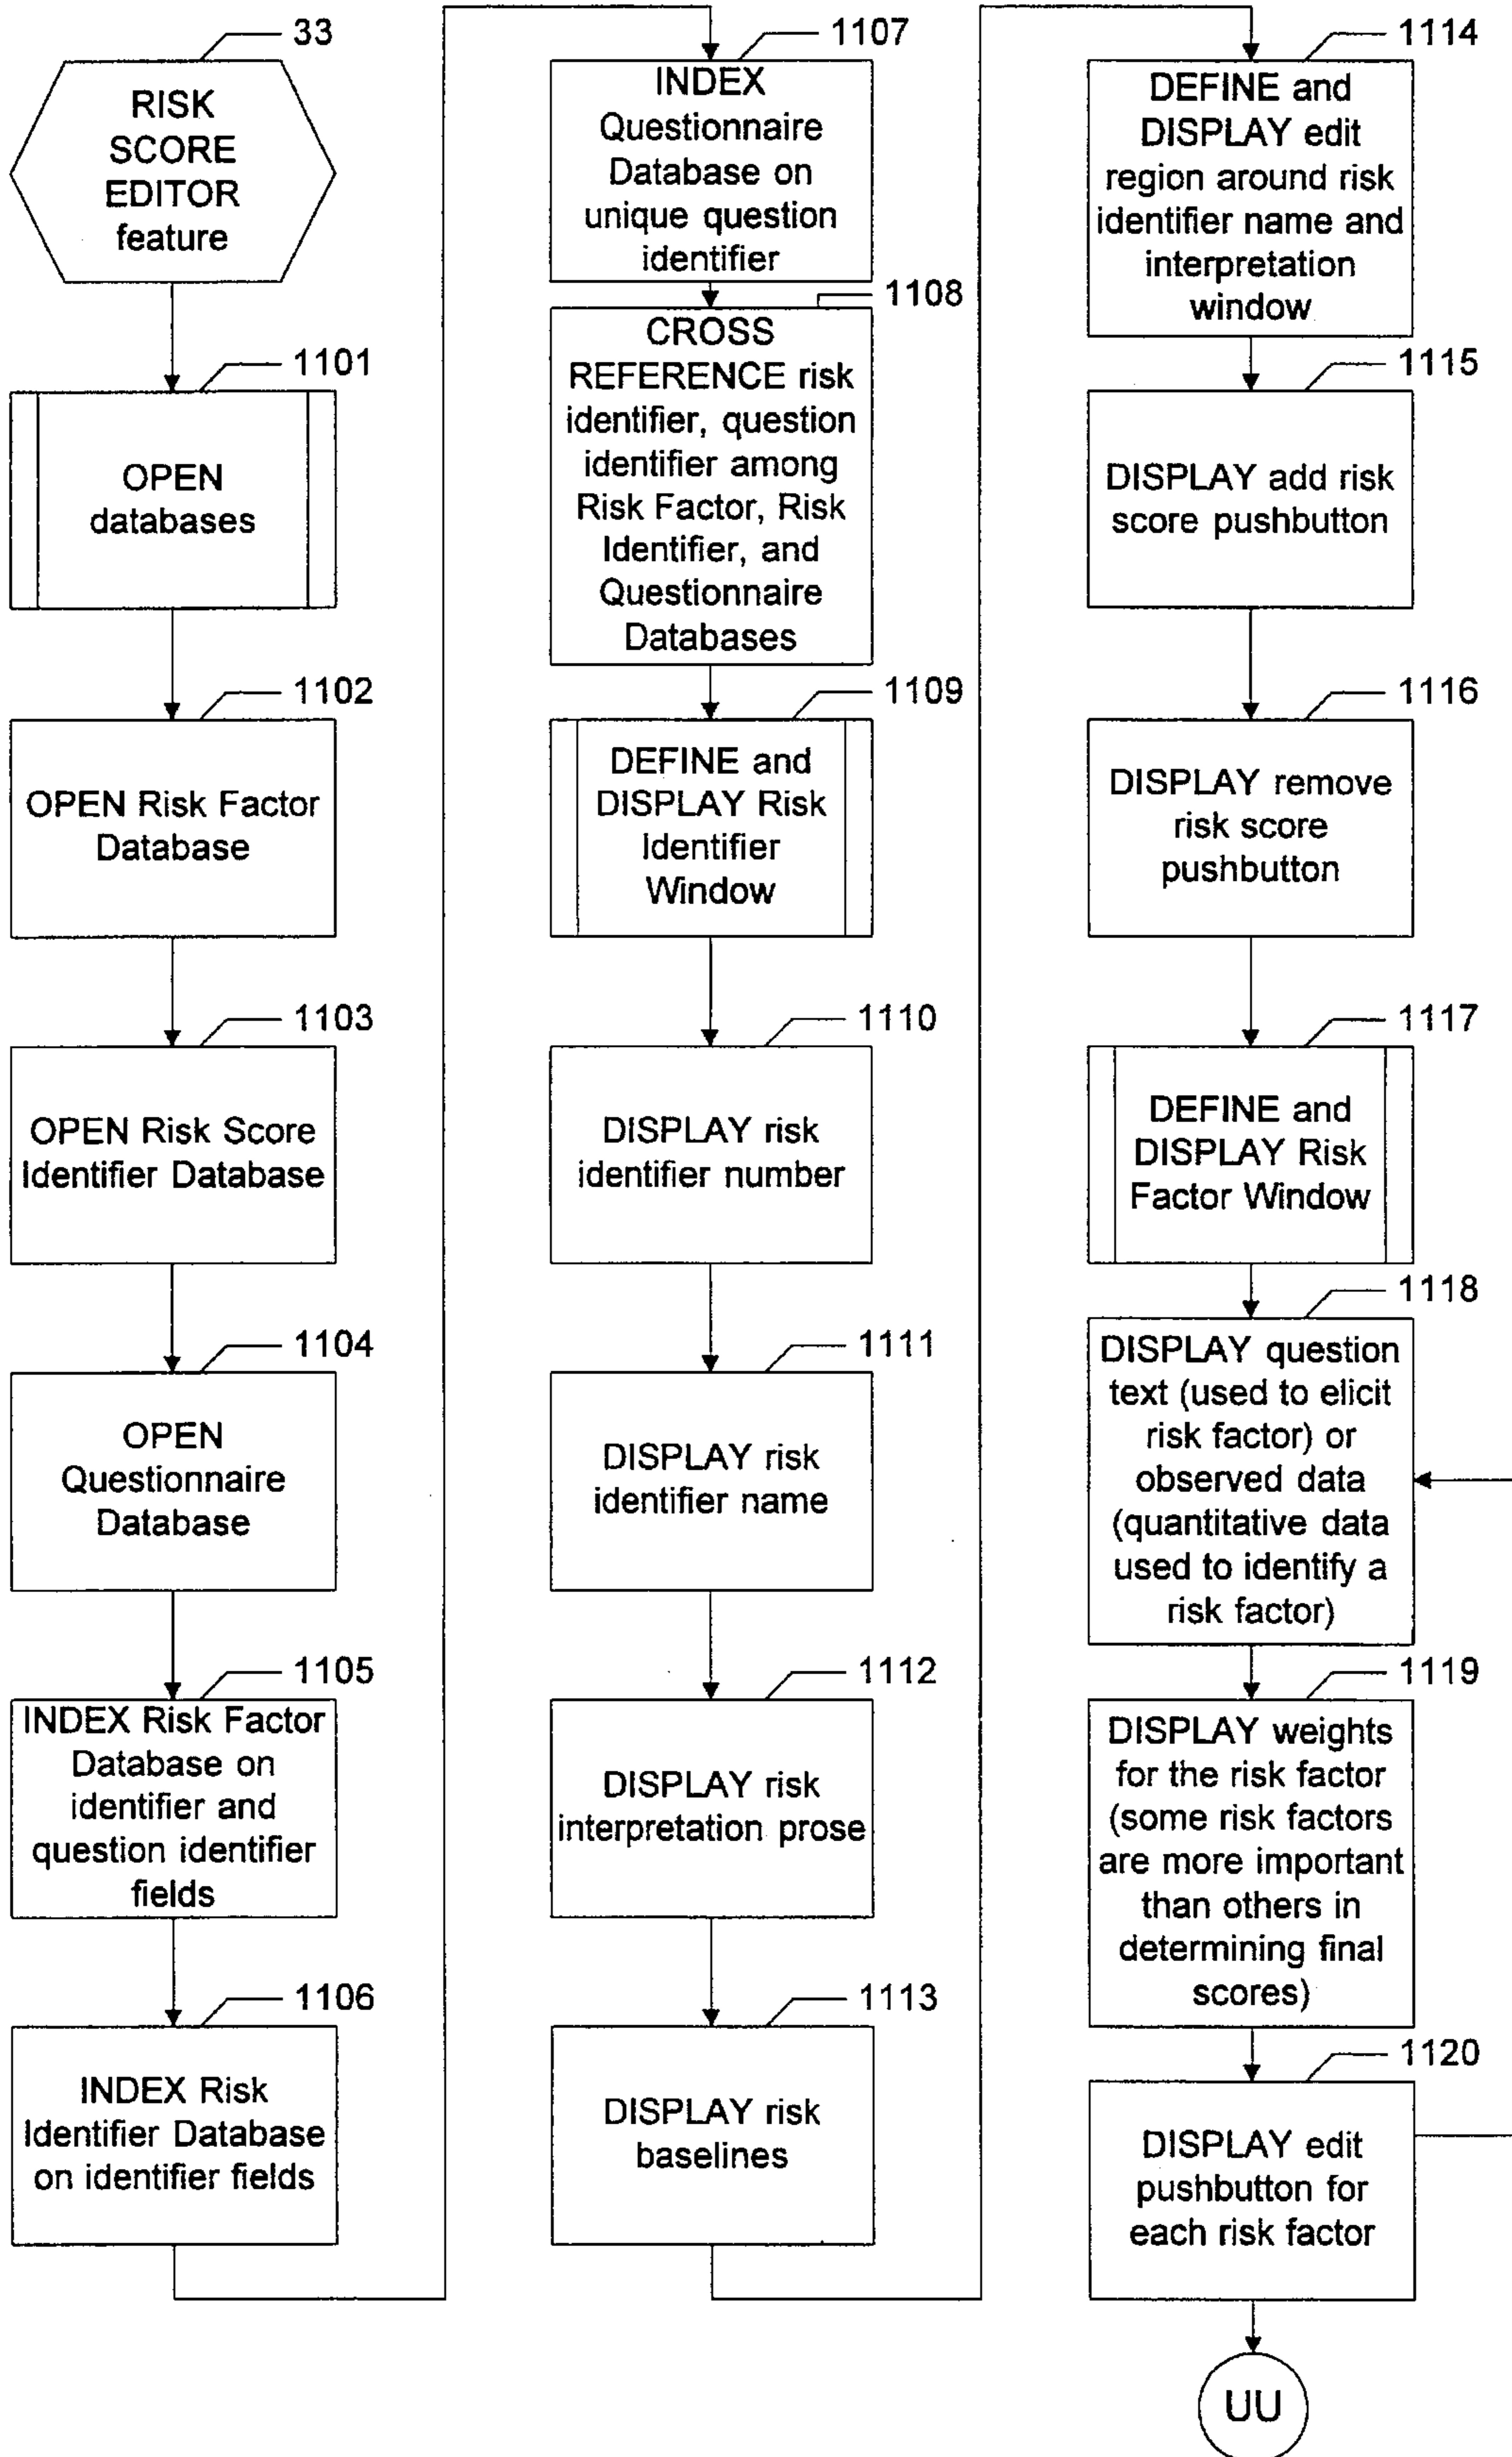 33
RISK
SCORE
EDITOR
feature
1101
OPEN
databases
1102
OPEN Risk Factor
Database
1103
OPEN Risk Score
Identifier Database
1104
OPEN
Questionnaire
Database
1105
INDEX Risk Factor
Database on
identifier and
question identifier
fields
1106
INDEX Risk
Identifier Database
on identifier fields
1107
INDEX
Questionnaire
Database on
unique question
identifier
1108
CROSS
REFERENCE risk
identifier, question
identifier among
Risk Factor, Risk
Identifier, and
Questionnaire
Databases
1109
DEFINE and
DISPLAY Risk
Identifier
Window
1110
DISPLAY risk
identifier number
1111
DISPLAY risk
identifier name
1112
DISPLAY risk
interpretation prose
1113
DISPLAY risk
baselines
1114
DEFINE and
DISPLAY edit
region around risk
identifier name and
interpretation
window
1115
DISPLAY add risk
score pushbutton
1116
DISPLAY remove
risk score
pushbutton
1117
DEFINE and
DISPLAY Risk
Factor Window
1118
DISPLAY question
text (used to elicit
risk factor) or
observed data
(quantitative data
used to identify a
risk factor)
1119
DISPLAY weights
for the risk factor
(some risk factors
are more important
than others in
determining final
scores)
1120
DISPLAY edit
pushbutton for
each risk factor
UU